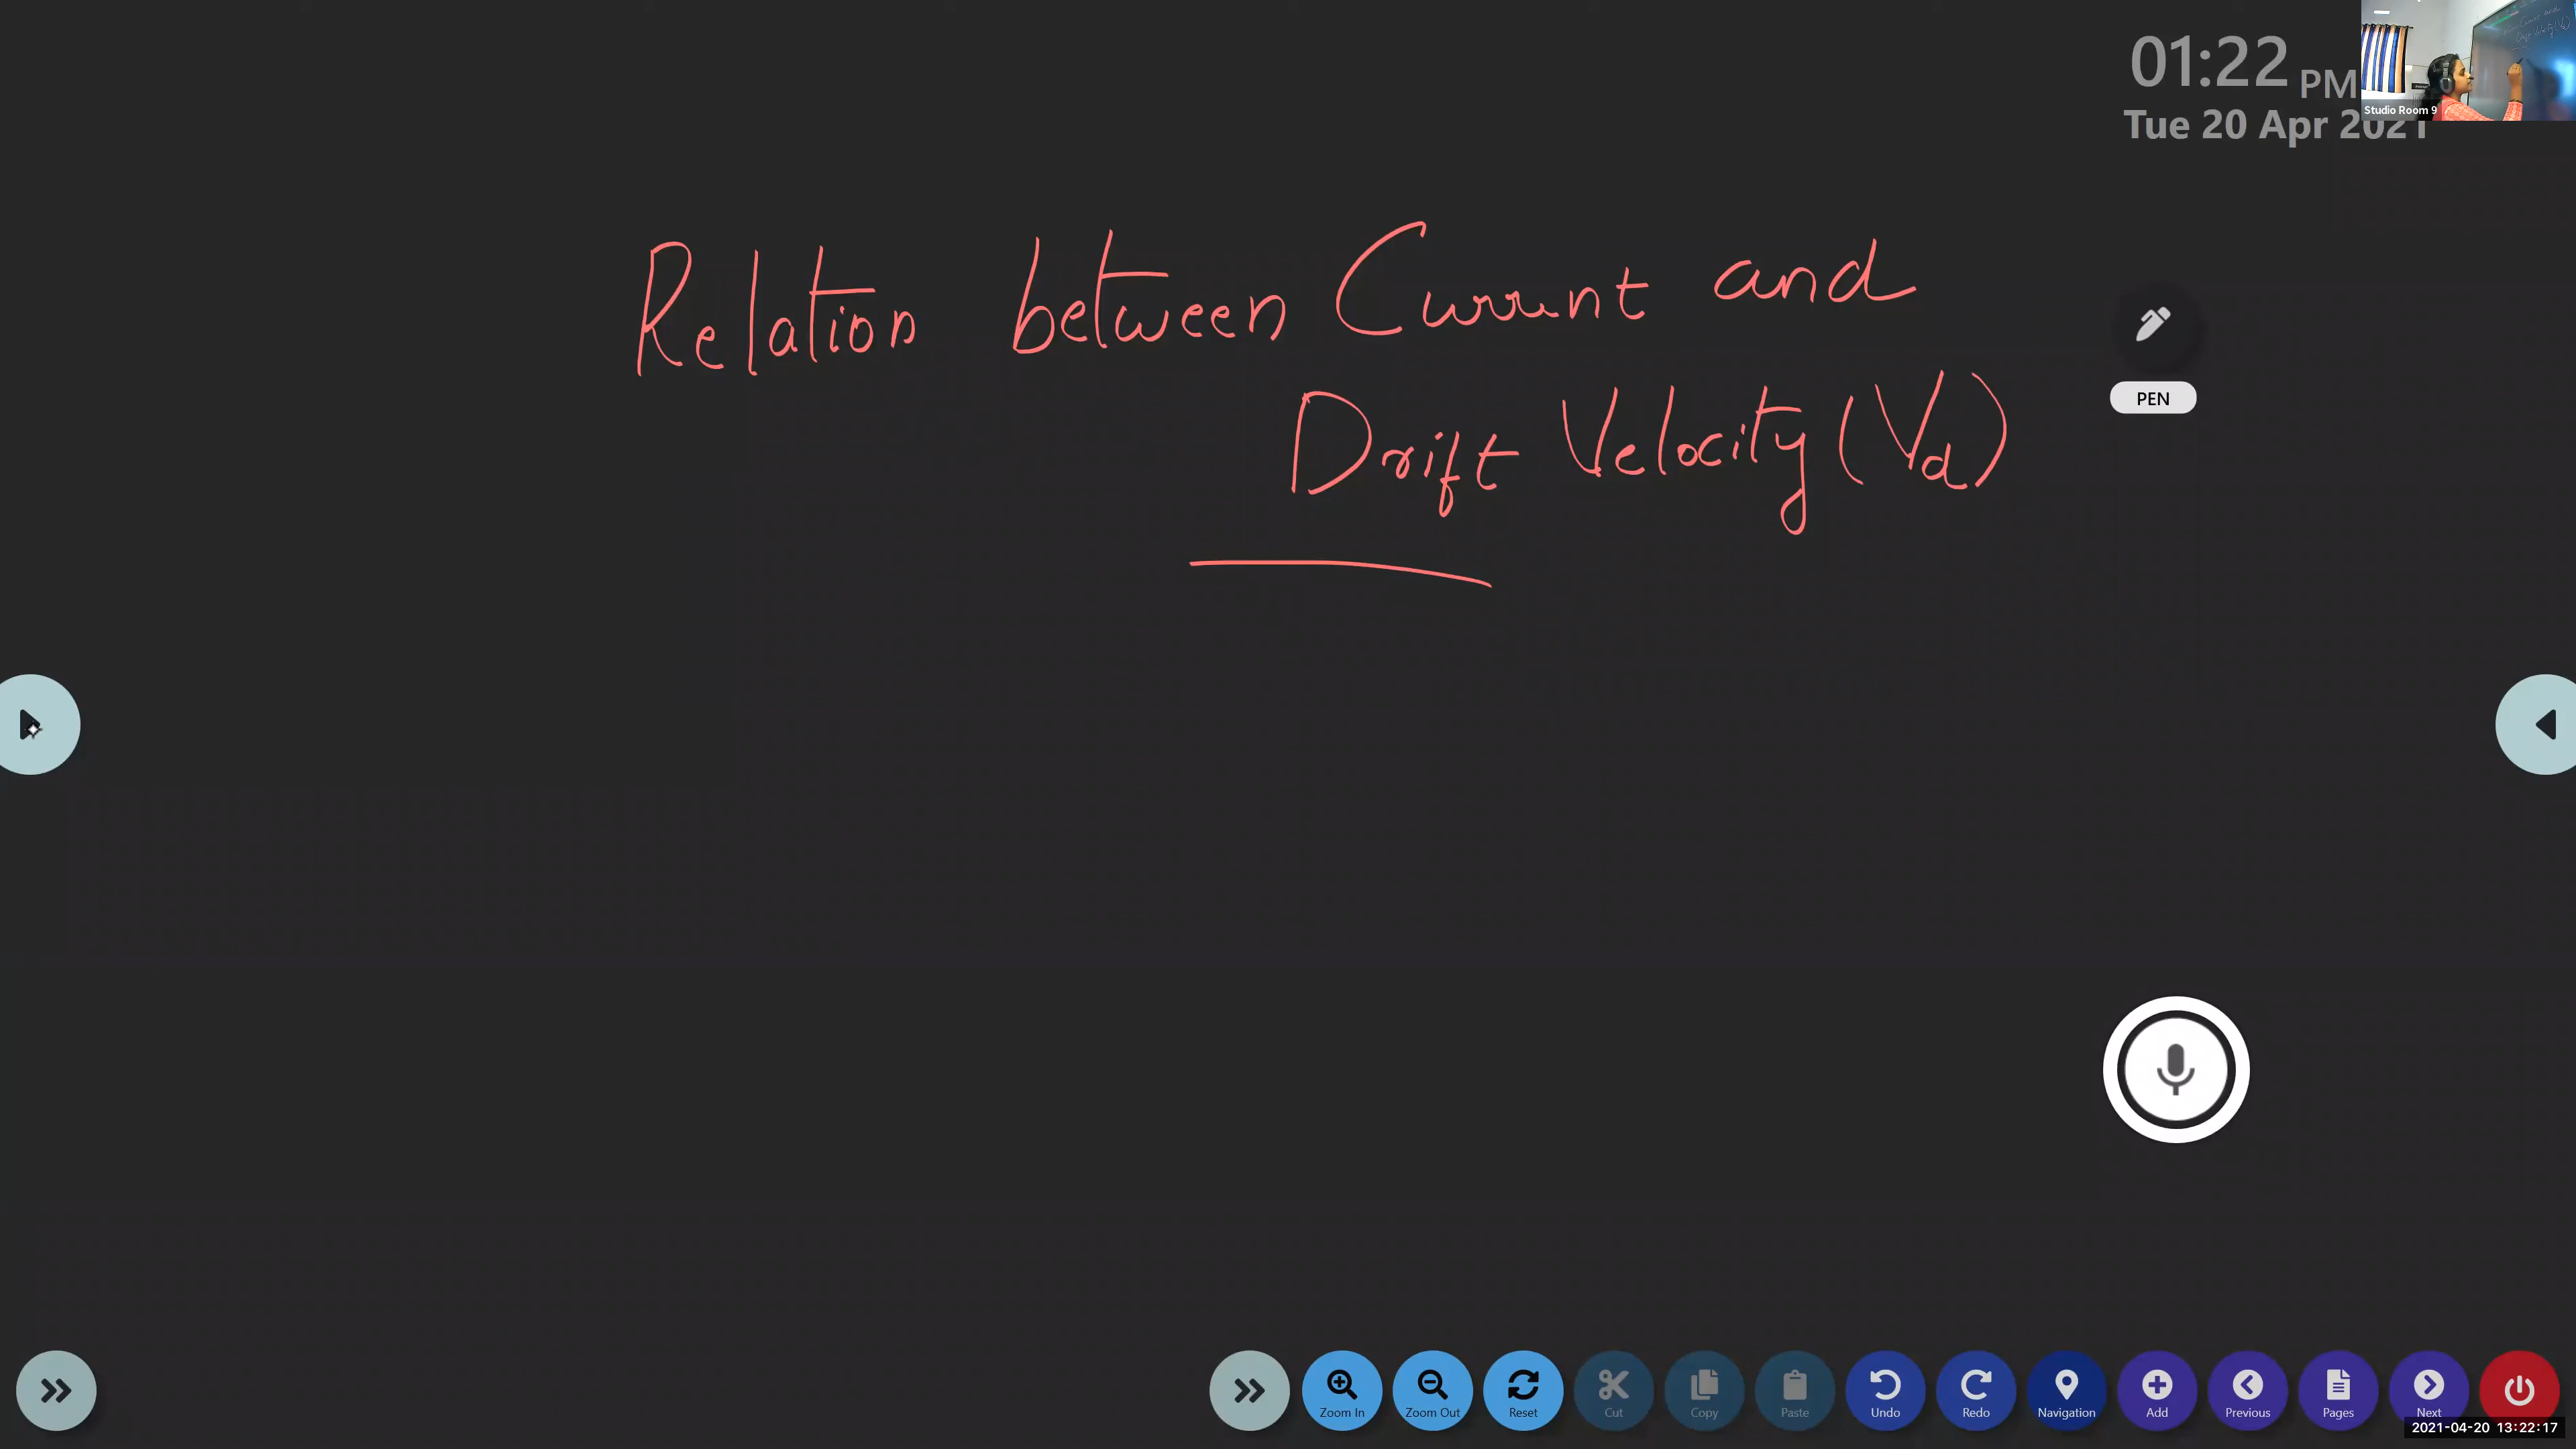 01:22 PM
Tue 20 Apr 2021
Studio Room 9
Relation between Current and
Drift Velocity (Vd)
PEN
Zoom In
Zoom Out
Reset
Cut
Copy
Paste
Undo
Redo
Navigation
Add
Previous
Pages
Next
2021-04-20 13:22:17